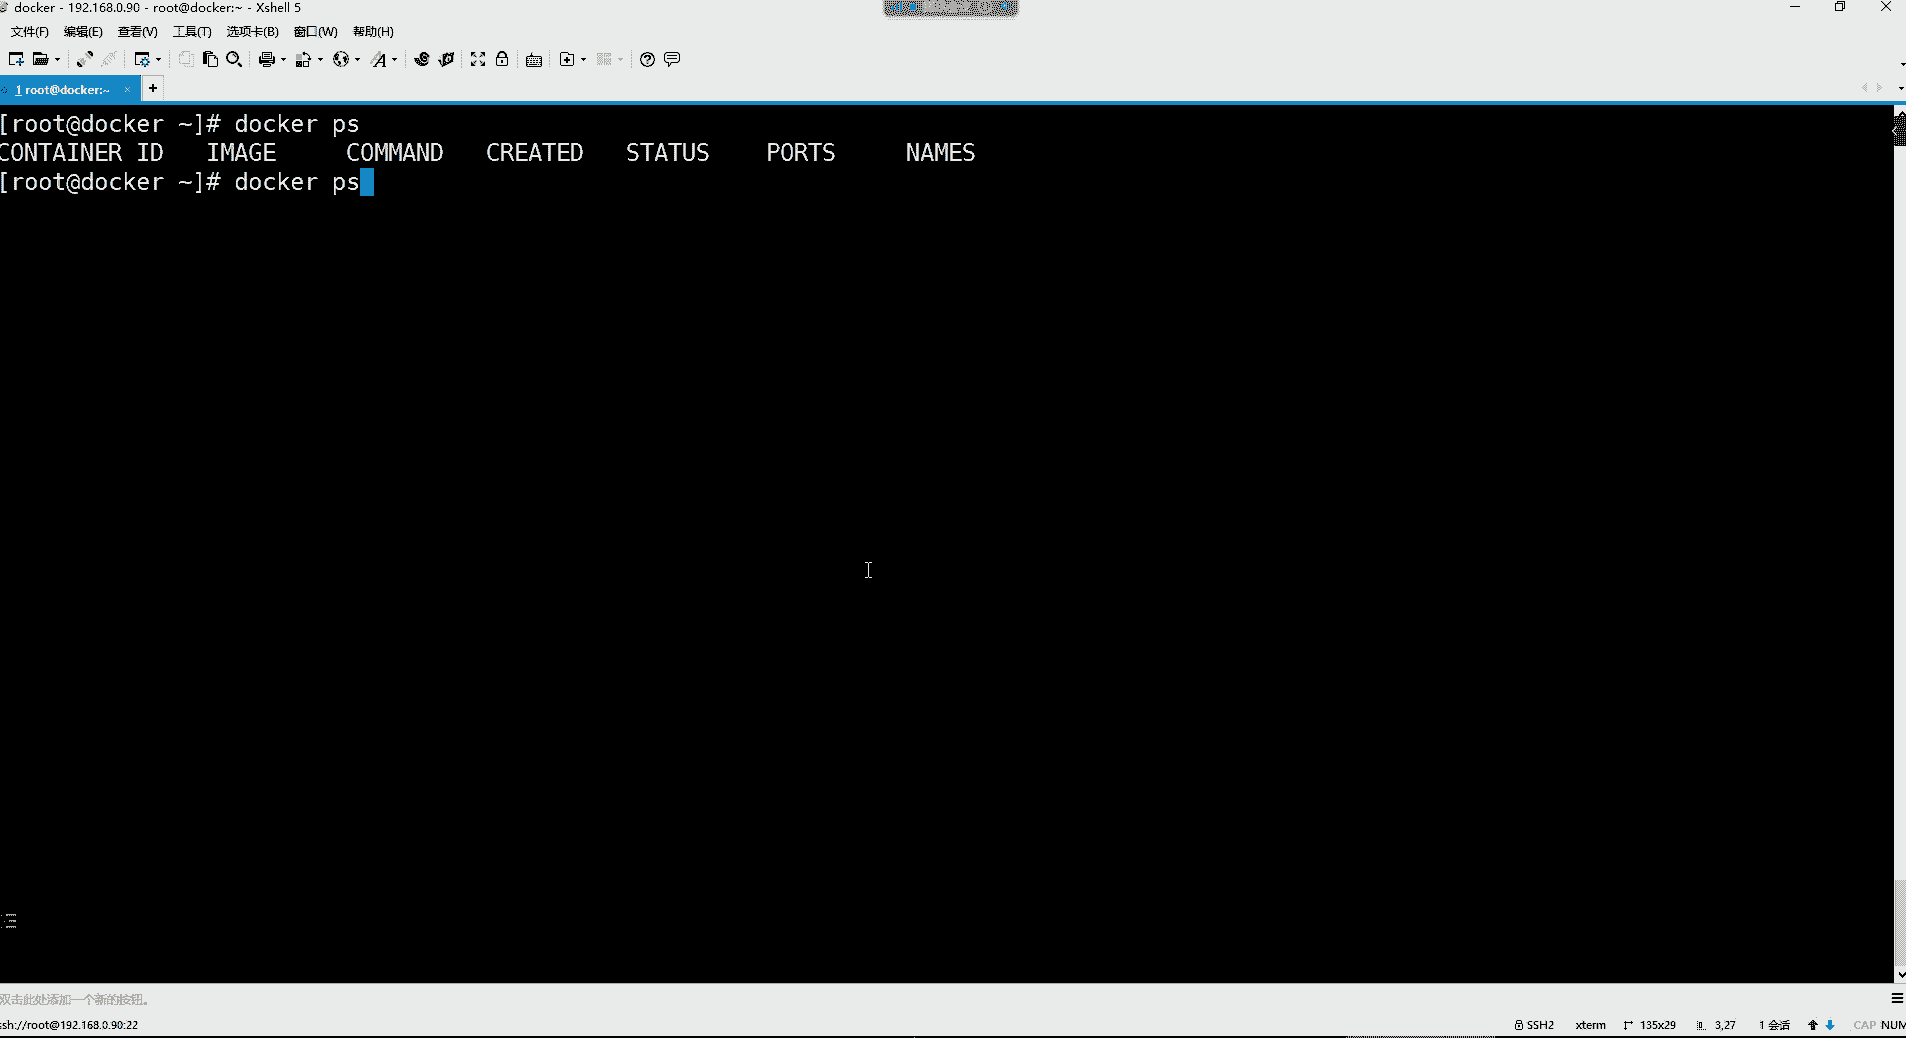 docker - 192.168.0.90 - root@docker:~ - Xshell 5
文件(F) 编辑(E) 查看(V) 工具(T) 选项卡(B) 窗口(W) 帮助(H)
1 root@docker:~ × +
[root@docker ~]# docker ps
CONTAINER ID IMAGE COMMAND CREATED STATUS PORTS NAMES
[root@docker ~]# docker ps
双击此处添加一个新的按钮。
ssh://root@192.168.0.90:22 SSH2 xterm 135x29 3,27 1 会话 CAP NUM